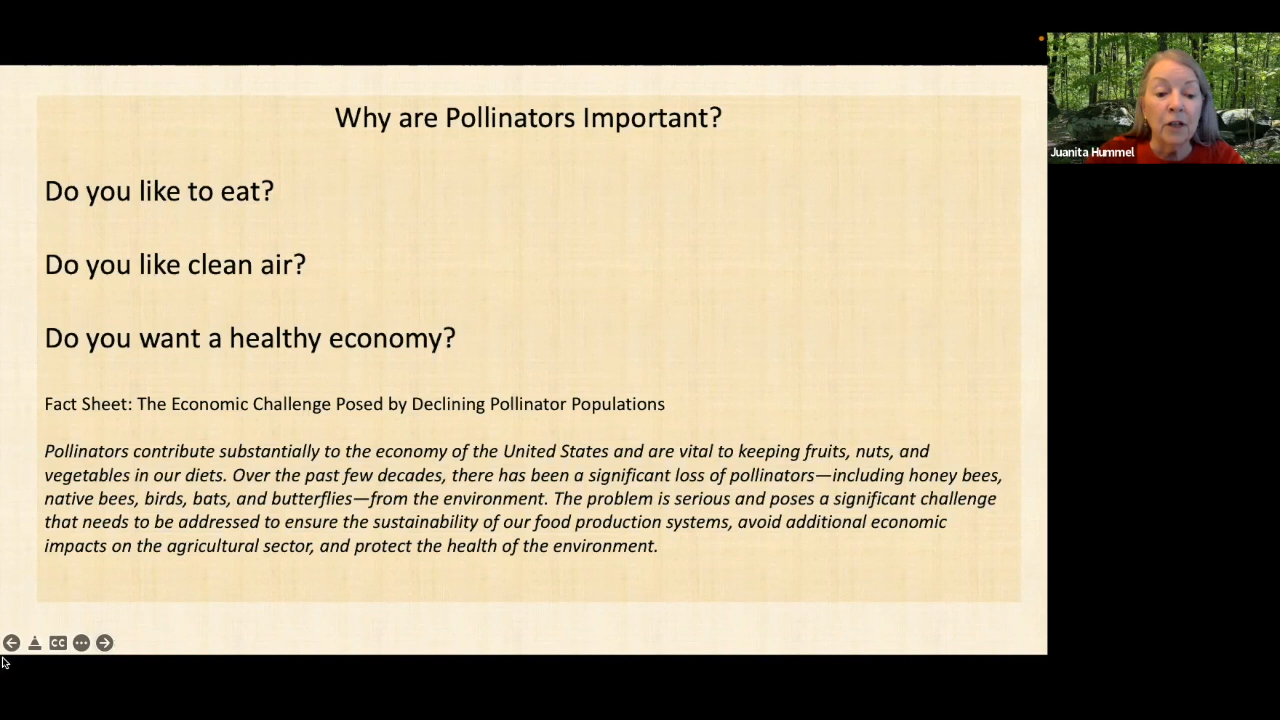 Why are Pollinators Important?
Do you like to eat?
Do you like clean air?
Do you want a healthy economy?
Fact Sheet: The Economic Challenge Posed by Declining Pollinator Populations
Pollinators contribute substantially to the economy of the United States and are vital to keeping fruits, nuts, and
vegetables in our diets. Over the past few decades, there has been a significant loss of pollinators—including honey bees,
native bees, birds, bats, and butterflies—from the environment. The problem is serious and poses a significant challenge
that needs to be addressed to ensure the sustainability of our food production systems, avoid additional economic
impacts on the agricultural sector, and protect the health of the environment.
CC
Juanita Hummel